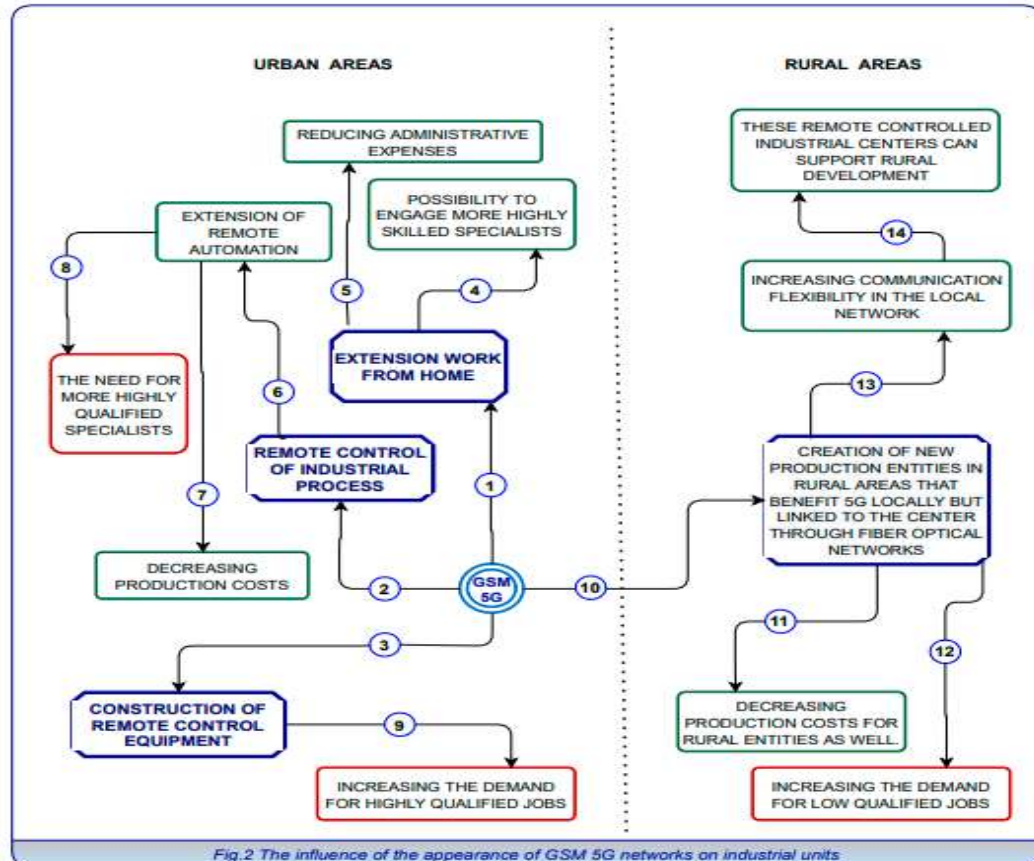 URBAN AREAS
RURAL AREAS
REDUCING ADMINISTRATIVE
EXPENSES
THESE REMOTE CONTROLLED
INDUSTRIAL CENTERS CAN
SUPPORT RURAL
DEVELOPMENT
POSSIBILITY TO
ENGAGE MORE HIGHLY
SKILLED SPECIALISTS
EXTENSION OF
REMOTE
AUTOMATION
14
8
5
4
INCREASING COMMUNICATION
FLEXIBILITY IN THE LOCAL
NETWORK
EXTENSION WORK
FROM HOME
THE NEED FOR
MORE HIGHLY
QUALIFIED
SPECIALISTS
6
13
REMOTE CONTROL
OF INDUSTRIAL
PROCESS
CREATION OF NEW
PRODUCTION ENTITIES IN
RURAL AREAS THAT
BENEFIT 5G LOCALLY BUT
LINKED TO THE CENTER
THROUGH FIBER OPTICAL
NETWORKS
7
1
DECREASING
PRODUCTION COSTS
2
GSM
5G
10
11
3
12
CONSTRUCTION OF
REMOTE CONTROL
EQUIPMENT
9
DECREASING
PRODUCTION COSTS FOR
RURAL ENTITIES AS WELL.
INCREASING THE DEMAND
FOR HIGHLY QUALIFIED JOBS
INCREASING THE DEMAND
FOR LOW QUALIFIED JOBS
Fig.2 The influence of the appearance of GSM 5G networks on industrial units